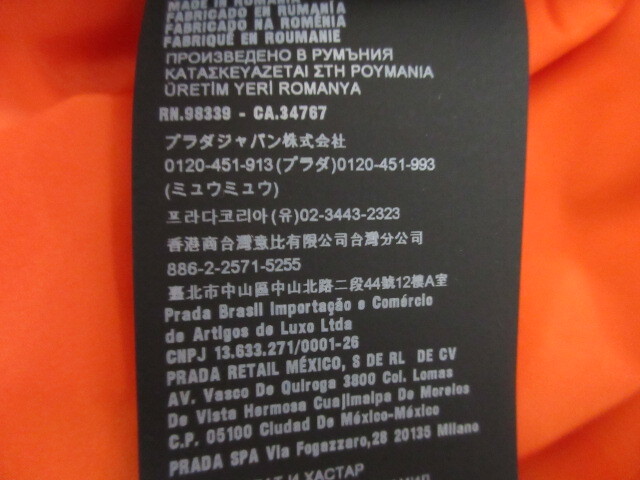 MADE IN ROMANIA
FABRICADO EN RUMANIA
FABRICADO NA ROMÉNIA
FABRIQUÉ EN ROUMANIE
ПРОИЗВЕДЕНО В РУМЪНИЯ
ΚΑΤΑΣΚΕΥΑΖΕΤΑΙ ΣΤΗ ΡΟΥΜΑΝΙΑ
ÜRETİM YERİ ROMANYA
RN.98339 - CA.34767
プラダジャパン株式会社
0120-451-913(プラダ)0120-451-993
(ミュウミュウ)
프라다코리아(유)02-3443-2323
香港商台灣意比有限公司台灣分公司
886-2-2571-5255
臺北市中山區中山北路二段44號12樓A室
Prada Brasil Importação e Comércio
de Artigos de Luxo Ltda
CNPJ 13.633.271/0001-26
PRADA RETAIL MÉXICO, S DE RL DE CV
AV. Vasco De Quiroga 3800 Col. Lomas
De Vista Hermosa Cuajimalpa De Morelos
C.P. 05100 Ciudad De México-México
PRADA SPA Via Fogazzaro,28 20135 Milano
И ХАСТАР